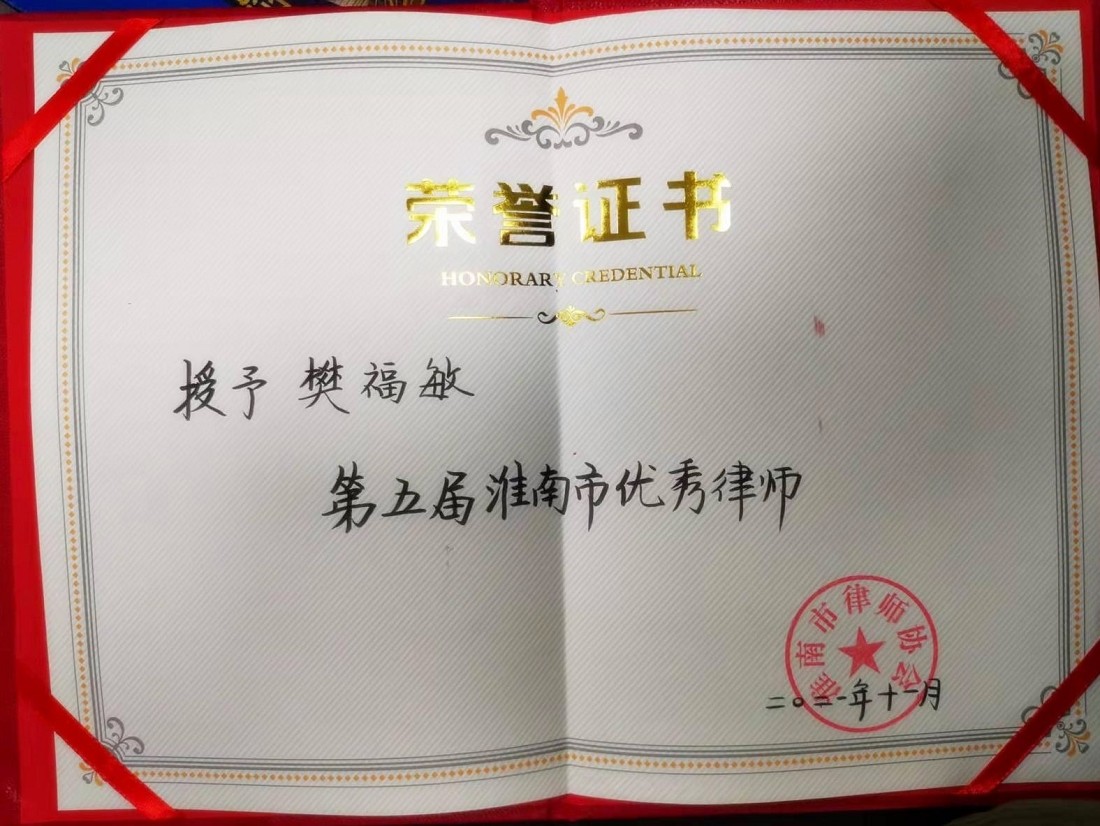 荣誉证书
HONORARY CREDENTIAL
授予 樊福敏
第五届淮南市优秀律师
淮南市律师协会
二〇二一年十一月